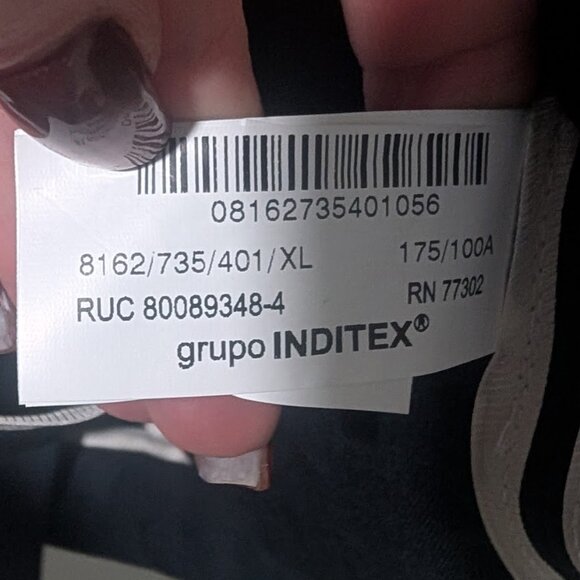 08162735401056
8162/735/401/XL 175/100A
RUC 80089348-4 RN 77302
grupo INDITEX®